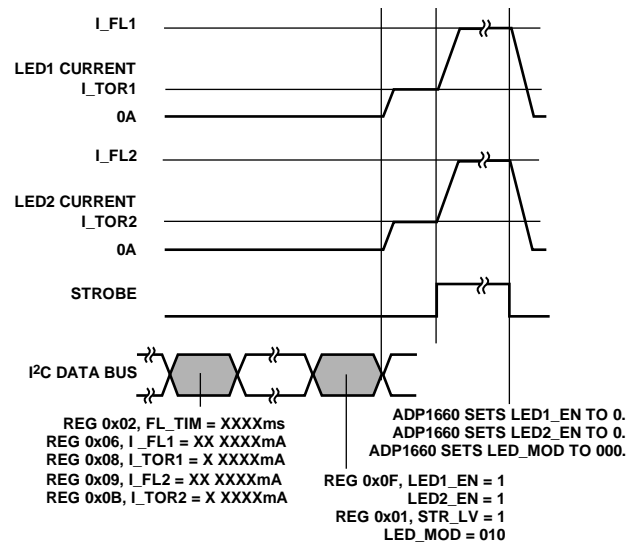 I_FL1
LED1 CURRENT
I_TOR1
0A
I_FL2
LED2 CURRENT
I_TOR2
0A
STROBE
I2C DATA BUS
REG 0x02, FL_TIM = XXXXms
REG 0x06, I_FL1 = XX XXXXmA
REG 0x08, I_TOR1 = X XXXXmA
REG 0x09, I_FL2 = XX XXXXmA
REG 0x0B, I_TOR2 = X XXXXmA
REG 0x0F, LED1_EN = 1
LED2_EN = 1
REG 0x01, STR_LV = 1
LED_MOD = 010
ADP1660 SETS LED1_EN TO 0.
ADP1660 SETS LED2_EN TO 0.
ADP1660 SETS LED_MOD TO 000.